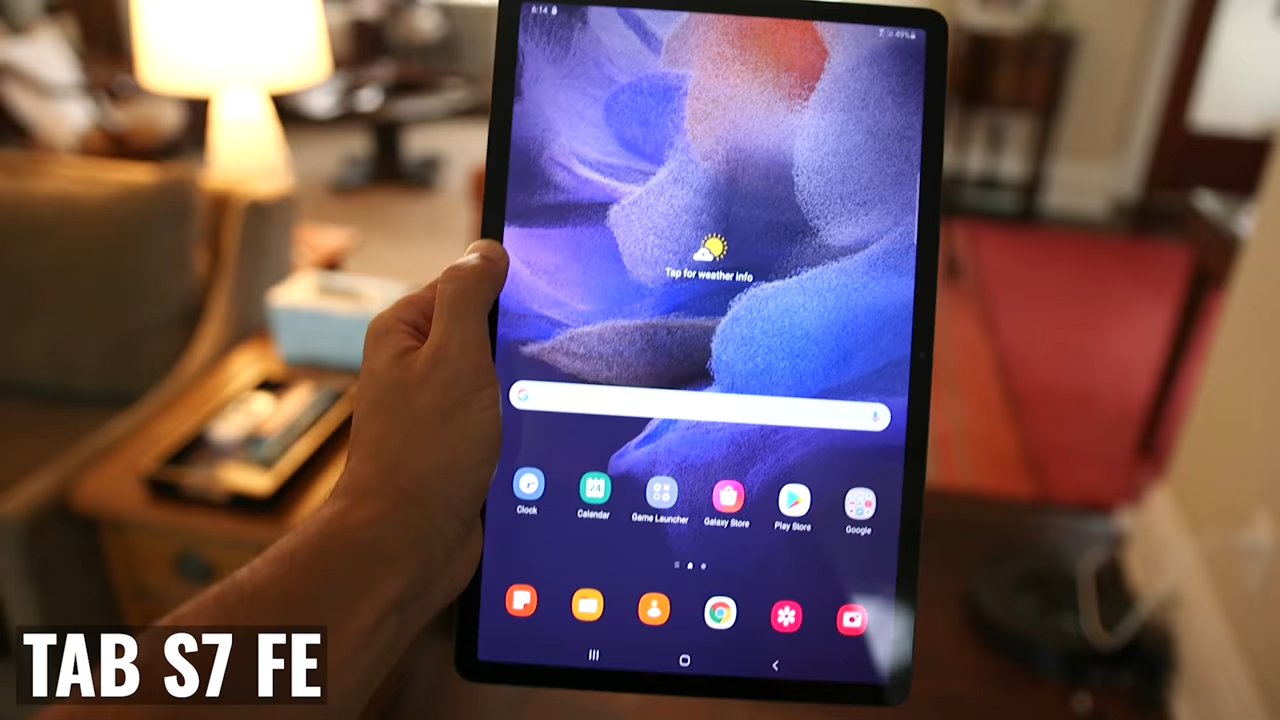 6:14
49%
Tap for weather info
24
Clock
Calendar
Game Launcher
Galaxy Store
Play Store
Google
TAB S7 FE